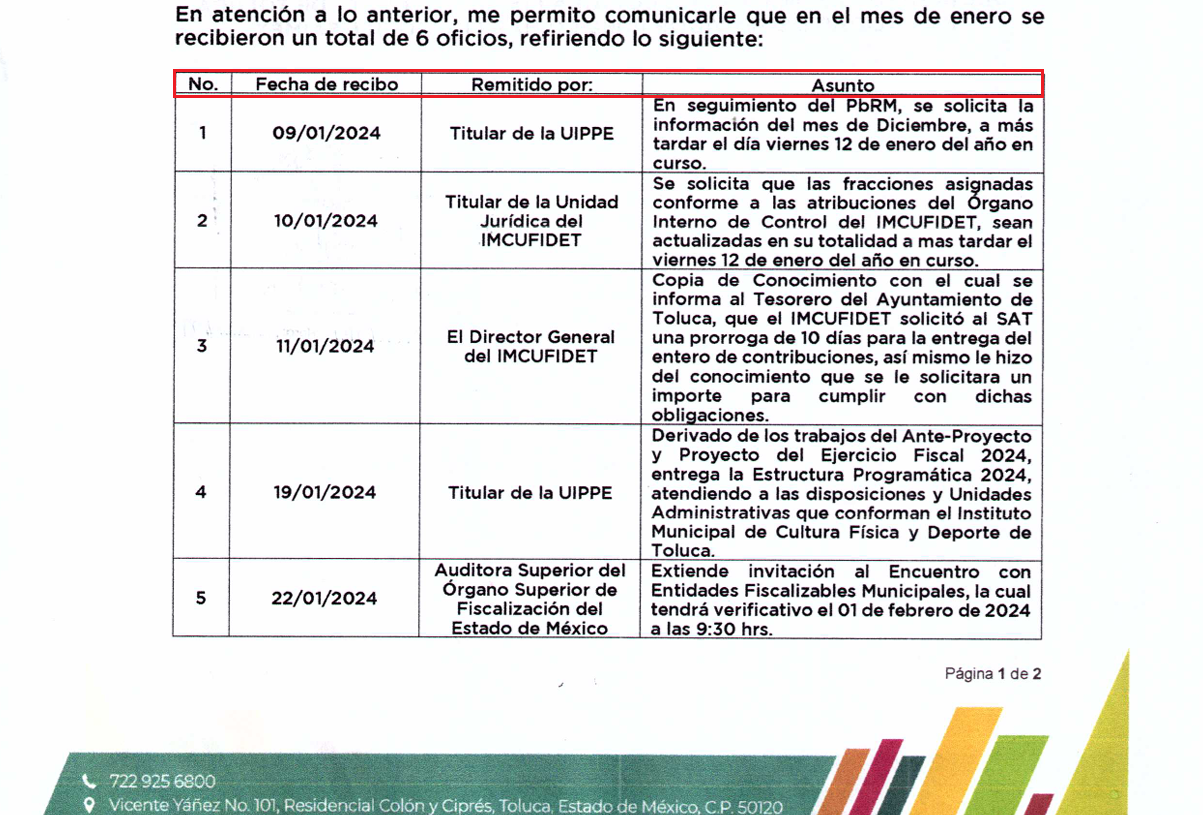 En atención a lo anterior, me permito comunicarle que en el mes de enero se
recibieron un total de 6 oficios, refiriendo lo siguiente:
No. Fecha de recibo Remitido por: Asunto
1 09/01/2024 Titular de la UIPPE
En seguimiento del PbRM, se solicita la
información del mes de Diciembre, a más
tardar el día viernes 12 de enero del año en
curso.
2 10/01/2024
Titular de la Unidad
Jurídica del
IMCUFIDET
Se solicita que las fracciones asignadas
conforme a las atribuciones del Órgano
Interno de Control del IMCUFIDET, sean
actualizadas en su totalidad a mas tardar el
viernes 12 de enero del año en curso.
3 11/01/2024
El Director General
del IMCUFIDET
Copia de Conocimiento con el cual se
informa al Tesorero del Ayuntamiento de
Toluca, que el IMCUFIDET solicitó al SAT
una prorroga de 10 días para la entrega del
entero de contribuciones, así mismo le hizo
del conocimiento que se le solicitara un
importe para cumplir con dichas
obligaciones.
4 19/01/2024 Titular de la UIPPE
Derivado de los trabajos del Ante-Proyecto
y Proyecto del Ejercicio Fiscal 2024,
entrega la Estructura Programática 2024,
atendiendo a las disposiciones y Unidades
Administrativas que conforman el Instituto
Municipal de Cultura Física y Deporte de
Toluca.
5 22/01/2024
Auditora Superior del
Órgano Superior de
Fiscalización del
Estado de México
Extiende invitación al Encuentro con
Entidades Fiscalizables Municipales, la cual
tendrá verificativo el 01 de febrero de 2024
a las 9:30 hrs.
Página 1 de 2
722 925 6800
Vicente Yáñez No. 101, Residencial Colón y Ciprés, Toluca, Estado de México, C.P. 50120